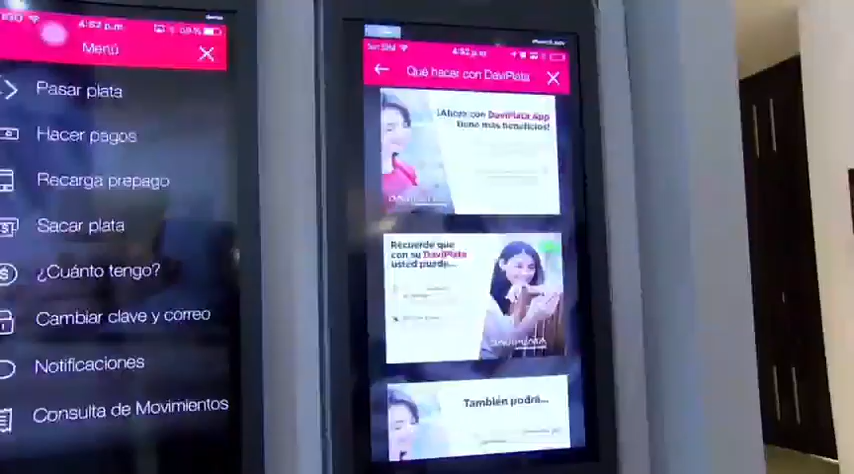 4:52 p.m
Menú
Pasar plata
Hacer pagos
Recarga prepago
Sacar plata
¿Cuánto tengo?
Cambiar clave y correo
Notificaciones
Consulta de Movimientos
4:52 p.m
Qué hacer con DaviPlata
¡Ahora con DaviPlata App
tiene más beneficios!
Recuerde que
con su DaviPlata
usted puede...
DAVIPLATA
También podrá...